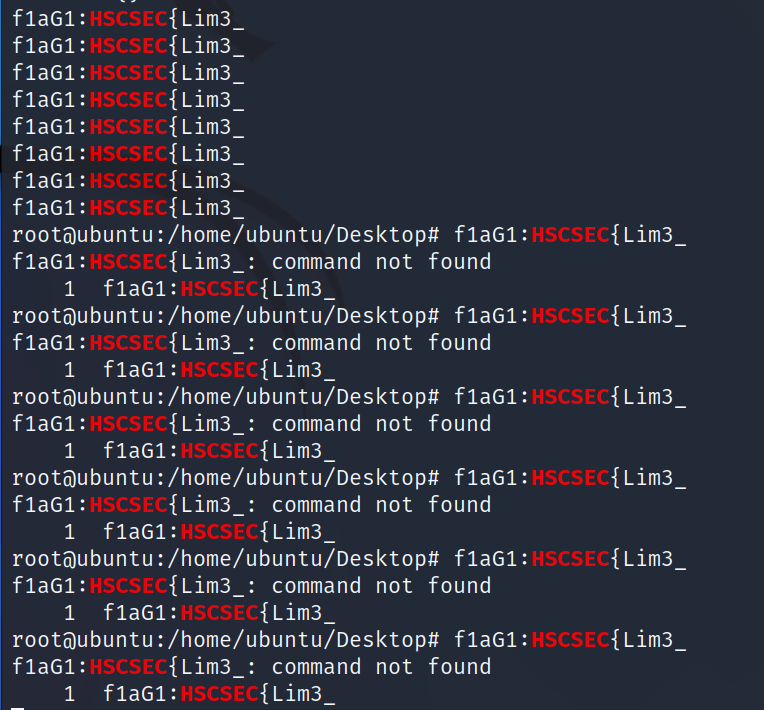 f1aG1:HSCSEC{Lim3_
f1aG1:HSCSEC{Lim3_
f1aG1:HSCSEC{Lim3_
f1aG1:HSCSEC{Lim3_
f1aG1:HSCSEC{Lim3_
f1aG1:HSCSEC{Lim3_
f1aG1:HSCSEC{Lim3_
f1aG1:HSCSEC{Lim3_
root@ubuntu:/home/ubuntu/Desktop# f1aG1:HSCSEC{Lim3_
f1aG1:HSCSEC{Lim3_: command not found
    1  f1aG1:HSCSEC{Lim3_
root@ubuntu:/home/ubuntu/Desktop# f1aG1:HSCSEC{Lim3_
f1aG1:HSCSEC{Lim3_: command not found
    1  f1aG1:HSCSEC{Lim3_
root@ubuntu:/home/ubuntu/Desktop# f1aG1:HSCSEC{Lim3_
f1aG1:HSCSEC{Lim3_: command not found
    1  f1aG1:HSCSEC{Lim3_
root@ubuntu:/home/ubuntu/Desktop# f1aG1:HSCSEC{Lim3_
f1aG1:HSCSEC{Lim3_: command not found
    1  f1aG1:HSCSEC{Lim3_
root@ubuntu:/home/ubuntu/Desktop# f1aG1:HSCSEC{Lim3_
f1aG1:HSCSEC{Lim3_: command not found
    1  f1aG1:HSCSEC{Lim3_
root@ubuntu:/home/ubuntu/Desktop# f1aG1:HSCSEC{Lim3_
f1aG1:HSCSEC{Lim3_: command not found
    1  f1aG1:HSCSEC{Lim3_